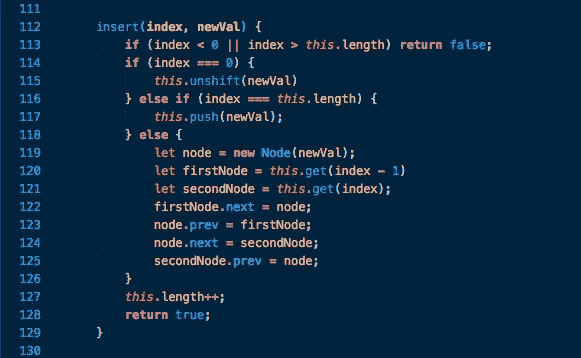 111
112 insert(index, newVal) {
113 if (index < 0 || index > this.length) return false;
114 if (index === 0) {
115 this.unshift(newVal)
116 } else if (index === this.length) {
117 this.push(newVal);
118 } else {
119 let node = new Node(newVal);
120 let firstNode = this.get(index - 1)
121 let secondNode = this.get(index);
122 firstNode.next = node;
123 node.prev = firstNode;
124 node.next = secondNode;
125 secondNode.prev = node;
126 }
127 this.length++;
128 return true;
129 }
130